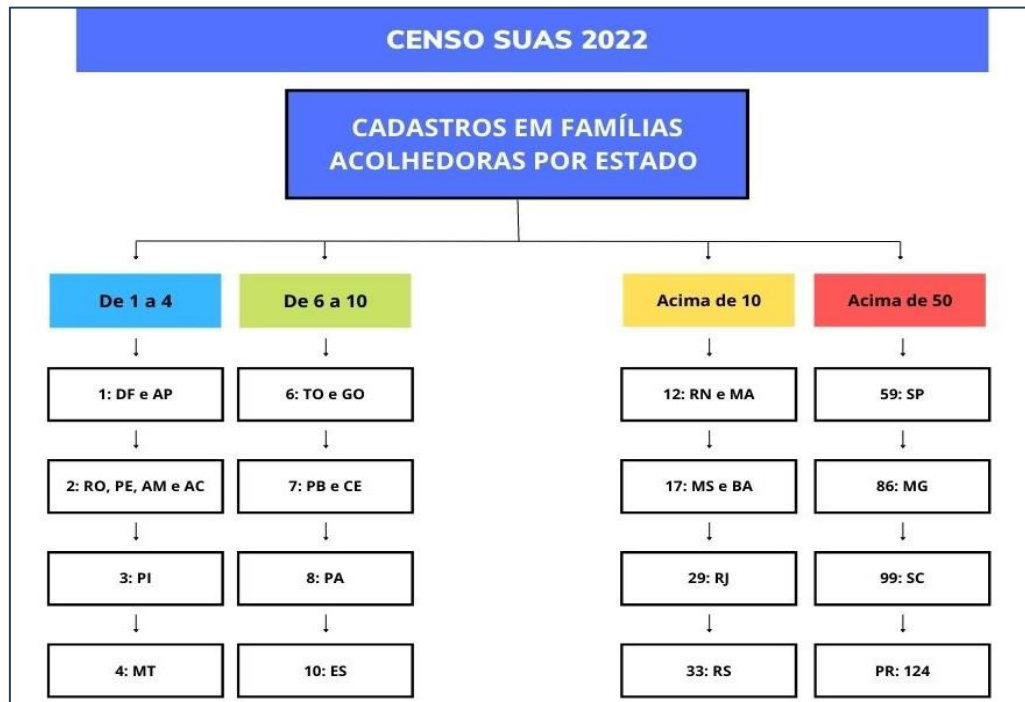 CENSO SUAS 2022
CADASTROS EM FAMÍLIAS
ACOLHEDORAS POR ESTADO
De 1 a 4
De 6 a 10
Acima de 10
Acima de 50
1: DF e AP
6: TO e GO
12: RN e MA
59: SP
2: RO, PE, AM e AC
7: PB e CE
17: MS e BA
86: MG
3: PI
8: PA
29: RJ
99: SC
4: MT
10: ES
33: RS
PR: 124